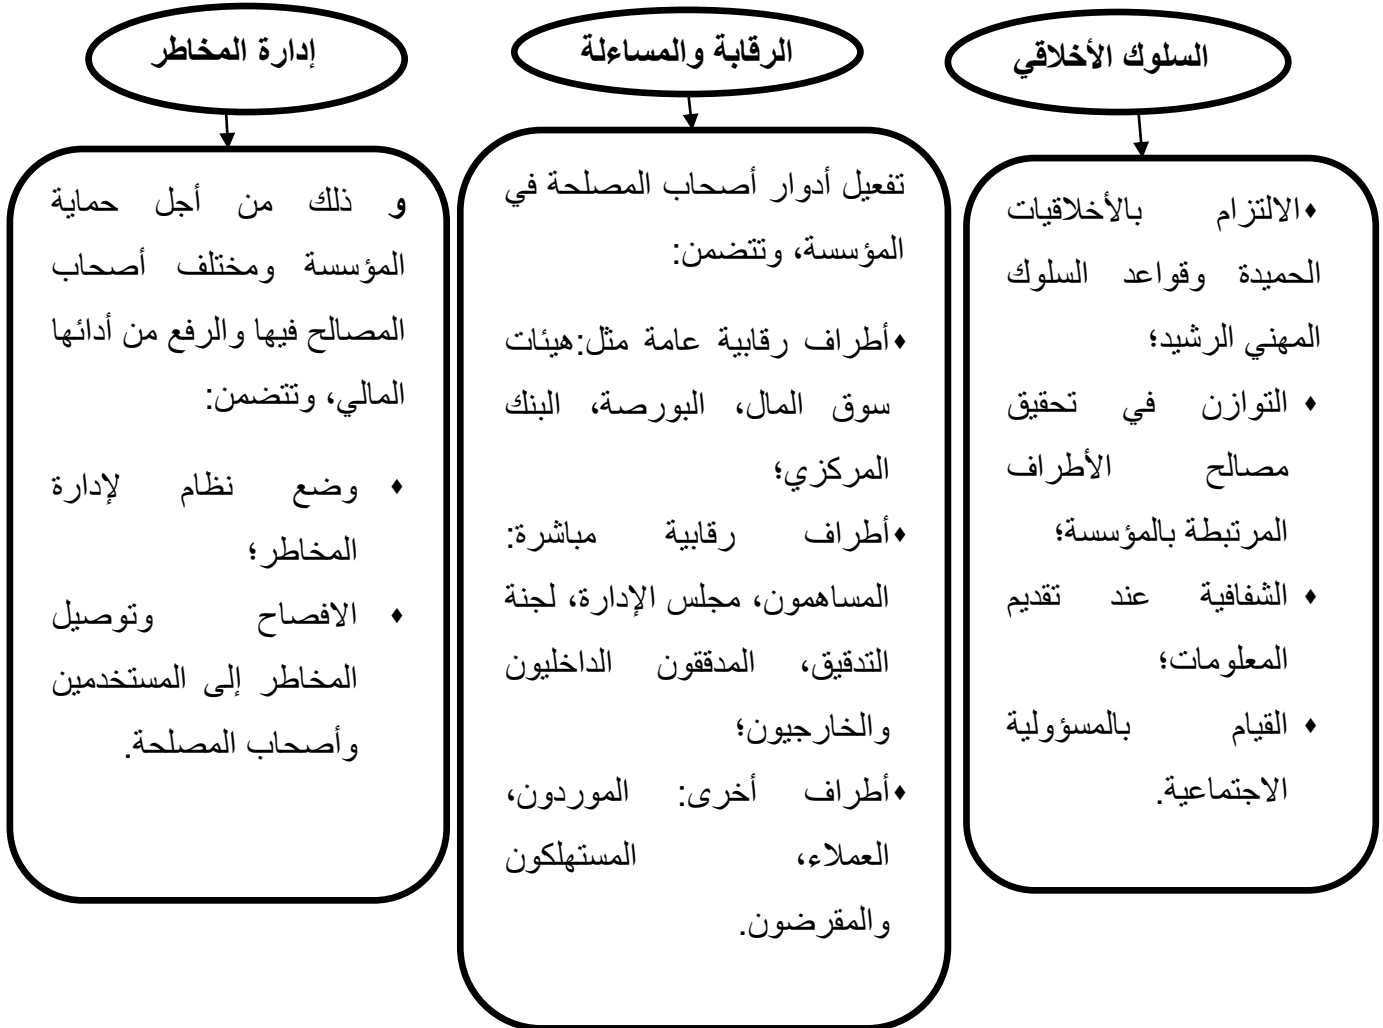 السلوك الأخلاقي
♦الالتزام بالأخلاقيات
الحميدة وقواعد السلوك
المهني الرشيد؛
♦ التوازن في تحقيق
مصالح الأطراف
المرتبطة بالمؤسسة؛
♦ الشفافية عند تقديم
المعلومات؛
♦ القيام بالمسؤولية
الاجتماعية.
الرقابة والمساءلة
تفعيل أدوار أصحاب المصلحة في
المؤسسة، وتتضمن:
♦أطراف رقابية عامة مثل:هيئات
سوق المال، البورصة، البنك
المركزي؛
♦أطراف رقابية مباشرة:
المساهمون، مجلس الإدارة، لجنة
التدقيق، المدققون الداخليون
والخارجيون؛
♦أطراف أخرى: الموردون،
العملاء، المستهلكون
والمقرضون.
إدارة المخاطر
و ذلك من أجل حماية
المؤسسة ومختلف أصحاب
المصالح فيها والرفع من أدائها
المالي، وتتضمن:
♦ وضع نظام لإدارة
المخاطر؛
♦ الافصاح وتوصيل
المخاطر إلى المستخدمين
وأصحاب المصلحة.